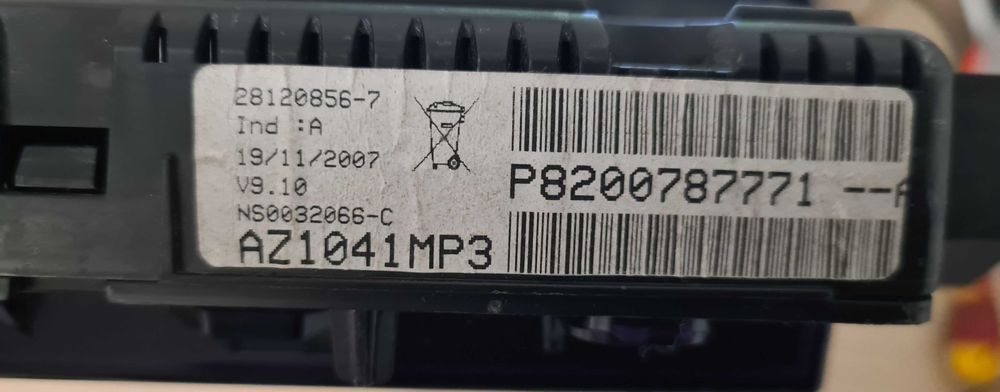 28120856-7
Ind :A
19/11/2007
V9.10
NS0032066-C
AZ1041MP3
P8200787771 --A